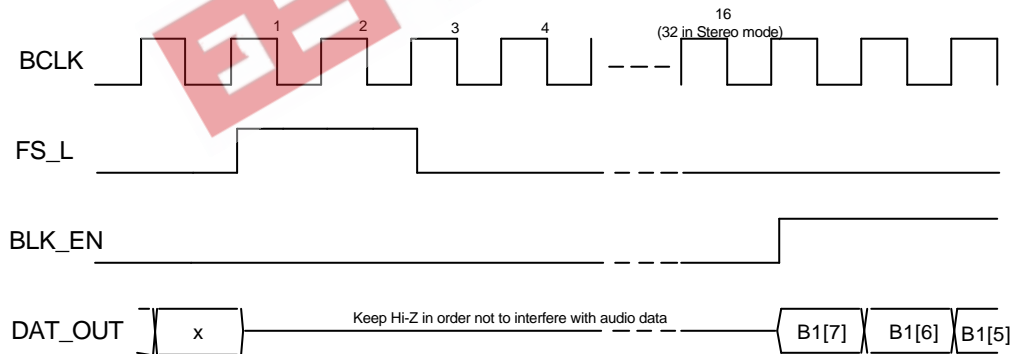 1 2 3 4 16
(32 in Stereo mode)
BCLK
FS_L
BLK_EN
DAT_OUT x Keep Hi-Z in order not to interfere with audio data B1[7] B1[6] B1[5]